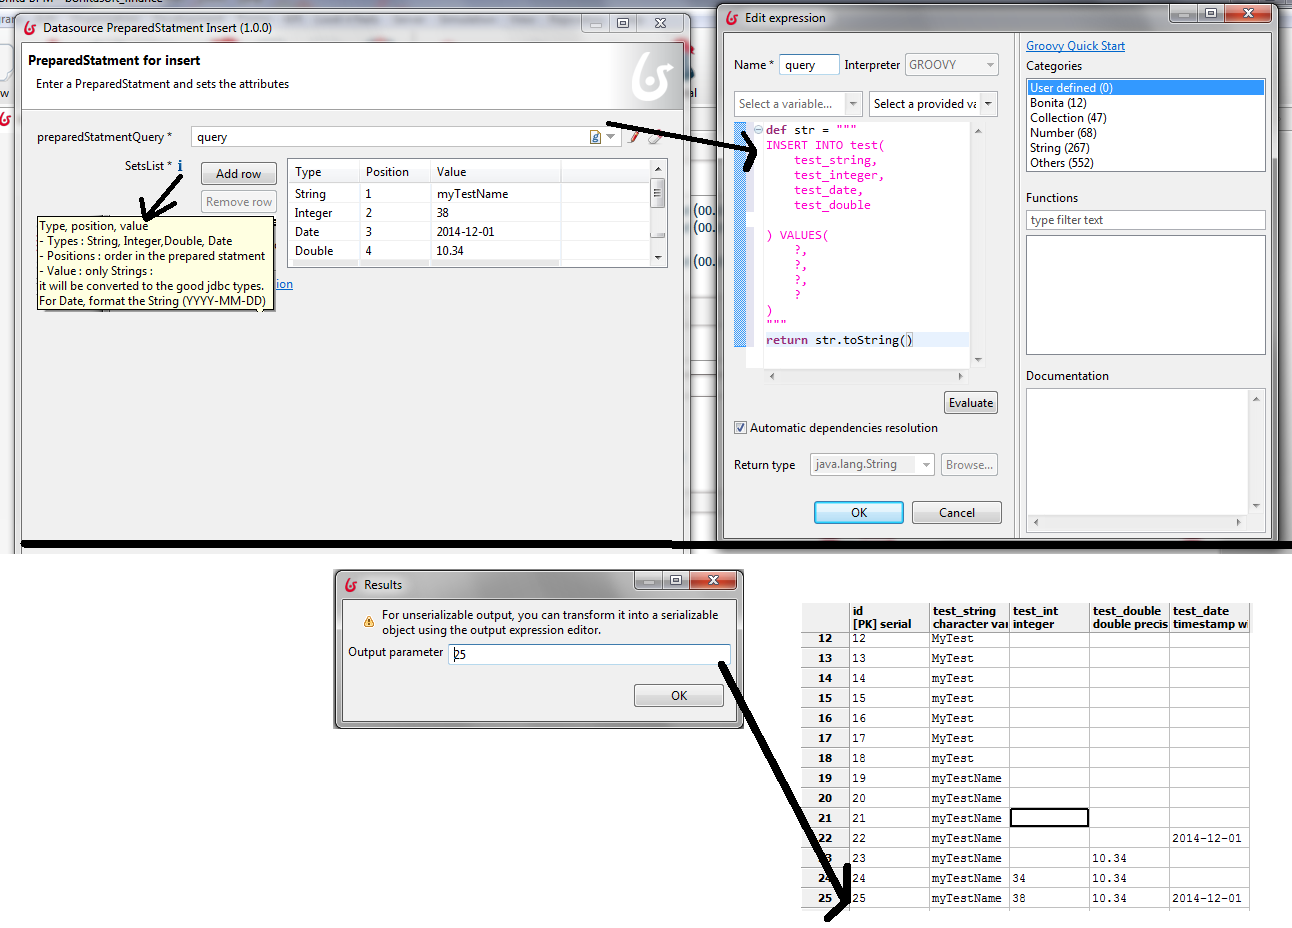 Datasource PreparedStatment Insert (1.0.0)
PreparedStatment for insert
Enter a PreparedStatment and sets the attributes
preparedStatmentQuery * query
SetsList *
Add row
Remove row
Type Position Value
String 1 myTestName
Integer 2 38
Date 3 2014-12-01
Double 4 10.34
Type, position, value
- Types : String, Integer,Double, Date
- Positions : order in the prepared statment
- Value : only Strings :
it will be converted to the good jdbc types.
For Date, format the String (YYYY-MM-DD)
(00.
(00.
(00.
Edit expression
Name * query Interpreter GROOVY
Select a variable... Select a provided va
def str = """
INSERT INTO test(
test_string,
test_integer,
test_date,
test_double
) VALUES(
?,
?,
?,
?
)
"""
return str.toString()
Evaluate
Automatic dependencies resolution
Return type java.lang.String Browse...
OK Cancel
Groovy Quick Start
Categories
User defined (0)
Bonita (12)
Collection (47)
Number (68)
String (267)
Others (552)
Functions
type filter text
Documentation
Results
For unserializable output, you can transform it into a serializable
object using the output expression editor.
Output parameter 25
OK
id test_string test_int test_double test_date
[PK] serial character var integer double precis timestamp w
12 12 MyTest
13 13 MyTest
14 14 myTest
15 15 myTest
16 16 MyTest
17 17 MyTest
18 18 myTest
19 19 myTestName
20 20 myTestName
21 21 myTestName
22 22 myTestName 2014-12-01
23 23 myTestName 10.34
24 24 myTestName 34 10.34
25 25 myTestName 38 10.34 2014-12-01